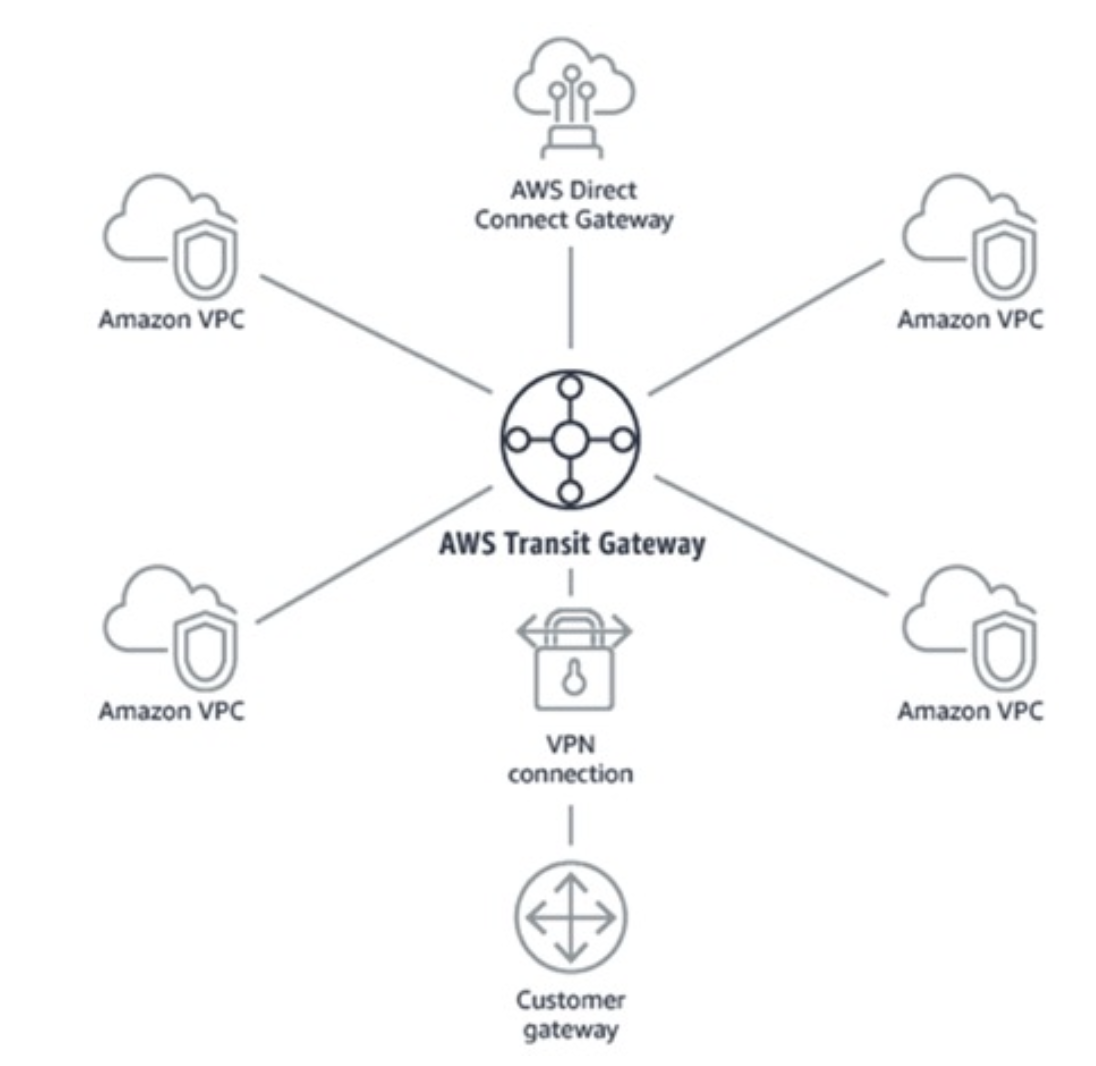 AWS Direct
Connect Gateway
Amazon VPC
Amazon VPC
AWS Transit Gateway
Amazon VPC
Amazon VPC
VPN
connection
Customer
gateway